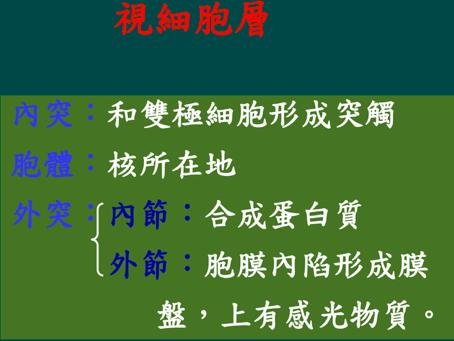 視細胞層
內突：和雙極細胞形成突觸
胞體：核所在地
外突：內節：合成蛋白質
外節：胞膜內陷形成膜
盤，上有感光物質。